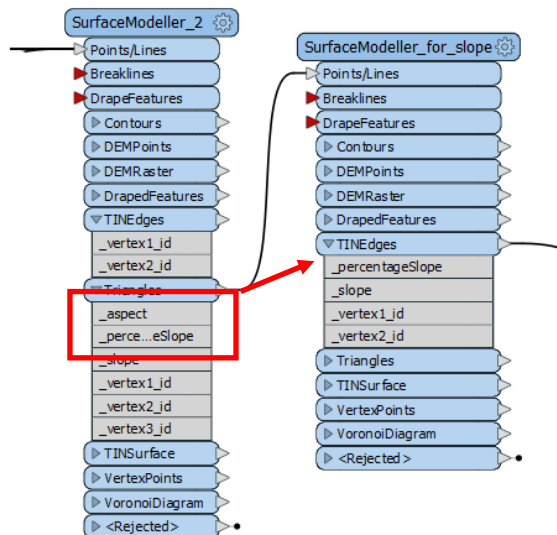 SurfaceModeller_2
Points/Lines
Breaklines
DrapeFeatures
Contours
DEMPoints
DEMRaster
DrapedFeatures
TINEdges
_vertex1_id
_vertex2_id
Triangles
_aspect
_perce...eSlope
_slope
_vertex1_id
_vertex2_id
_vertex3_id
TINSurface
VertexPoints
VoronoiDiagram
<Rejected>
SurfaceModeller_for_slope
Points/Lines
Breaklines
DrapeFeatures
Contours
DEMPoints
DEMRaster
DrapedFeatures
TINEdges
_percentageSlope
_slope
_vertex1_id
_vertex2_id
Triangles
TINSurface
VertexPoints
VoronoiDiagram
<Rejected>